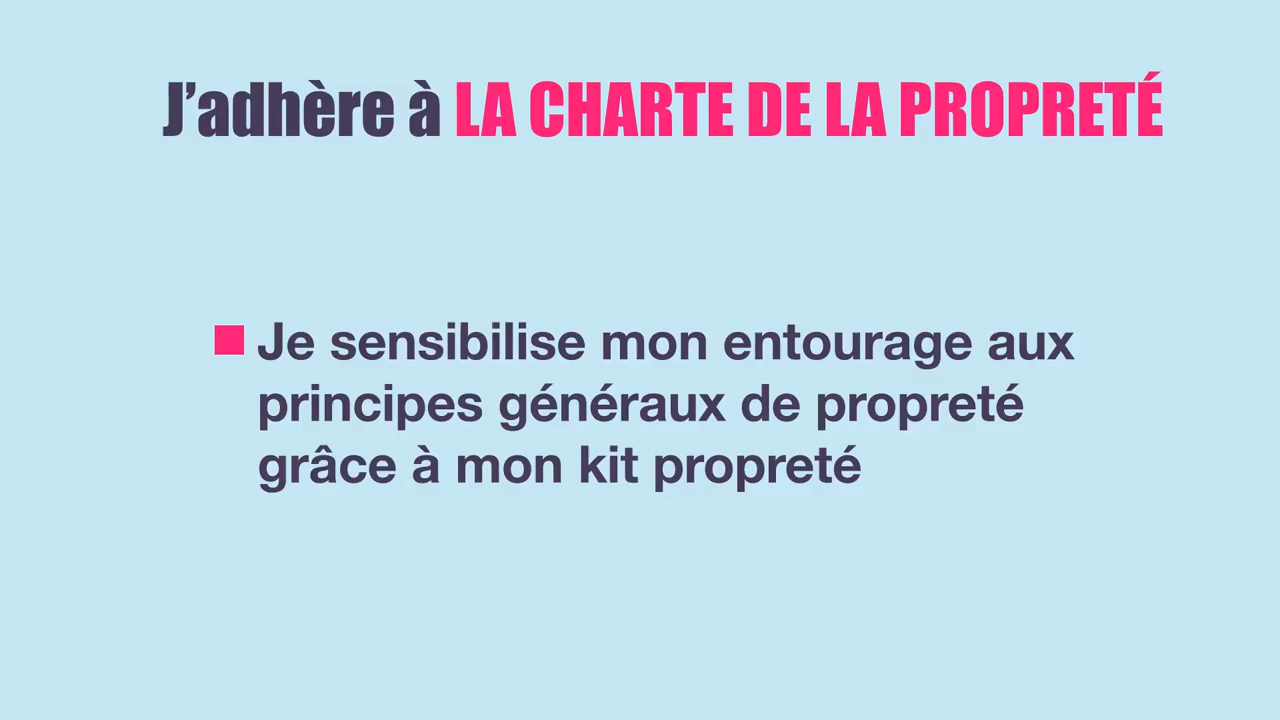 J’adhère à LA CHARTE DE LA PROPRETÉ
Je sensibilise mon entourage aux
principes généraux de propreté
grâce à mon kit propreté